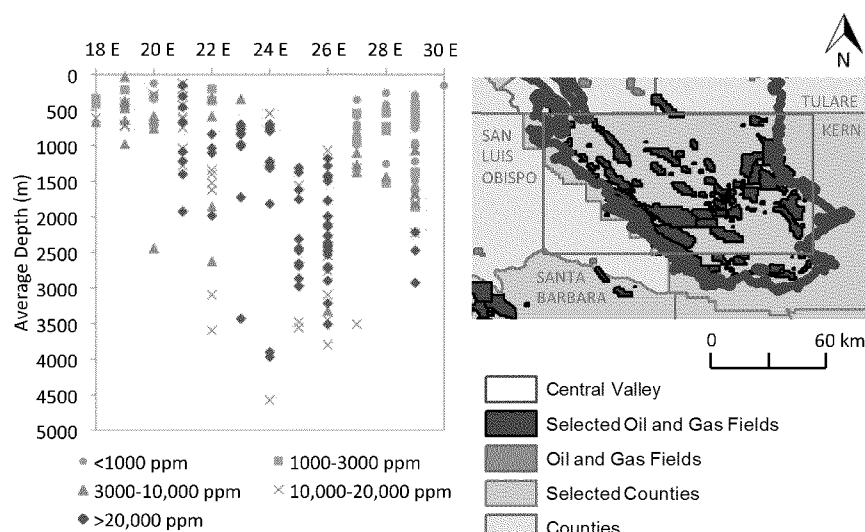 18 E 20 E 22 E 24 E 26 E 28 E 30 E
0
500
1000
1500
2000
2500
3000
3500
4000
4500
5000
Average Depth (m)
<1000 ppm
1000-3000 ppm
3000-10,000 ppm
10,000-20,000 ppm
>20,000 ppm
N
TULARE
KERN
SAN
LUIS
OBISPO
SANTA
BARBARA
0 60 km
Central Valley
Selected Oil and Gas Fields
Oil and Gas Fields
Selected Counties
Counties